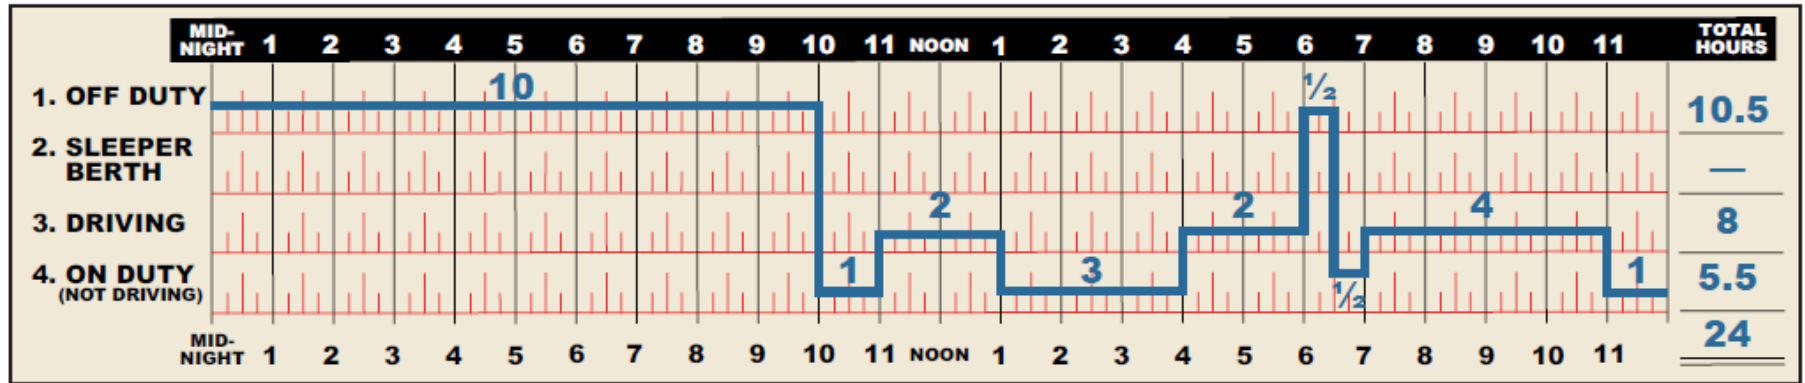 MID-
NIGHT 1 2 3 4 5 6 7 8 9 10 11 NOON 1 2 3 4 5 6 7 8 9 10 11 TOTAL HOURS
1. OFF DUTY 10 ½ 10.5
2. SLEEPER BERTH —
3. DRIVING 2 2 4 8
4. ON DUTY 1 3 ½ 1 5.5
(NOT DRIVING)
24
MID-
NIGHT 1 2 3 4 5 6 7 8 9 10 11 NOON 1 2 3 4 5 6 7 8 9 10 11